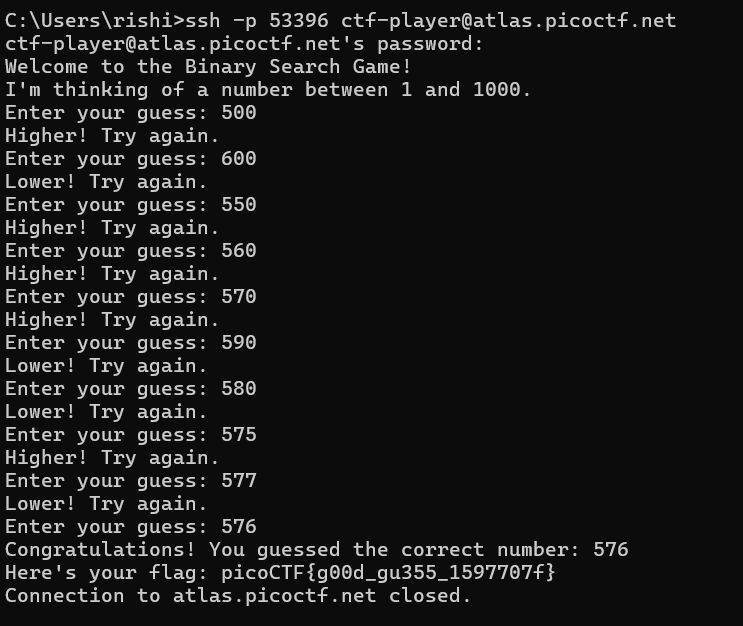 C:\Users\rishi>ssh -p 53396 ctf-player@atlas.picoctf.net
ctf-player@atlas.picoctf.net's password:
Welcome to the Binary Search Game!
I'm thinking of a number between 1 and 1000.
Enter your guess: 500
Higher! Try again.
Enter your guess: 600
Lower! Try again.
Enter your guess: 550
Higher! Try again.
Enter your guess: 560
Higher! Try again.
Enter your guess: 570
Higher! Try again.
Enter your guess: 590
Lower! Try again.
Enter your guess: 580
Lower! Try again.
Enter your guess: 575
Higher! Try again.
Enter your guess: 577
Lower! Try again.
Enter your guess: 576
Congratulations! You guessed the correct number: 576
Here's your flag: picoCTF{g00d_gu355_1597707f}
Connection to atlas.picoctf.net closed.